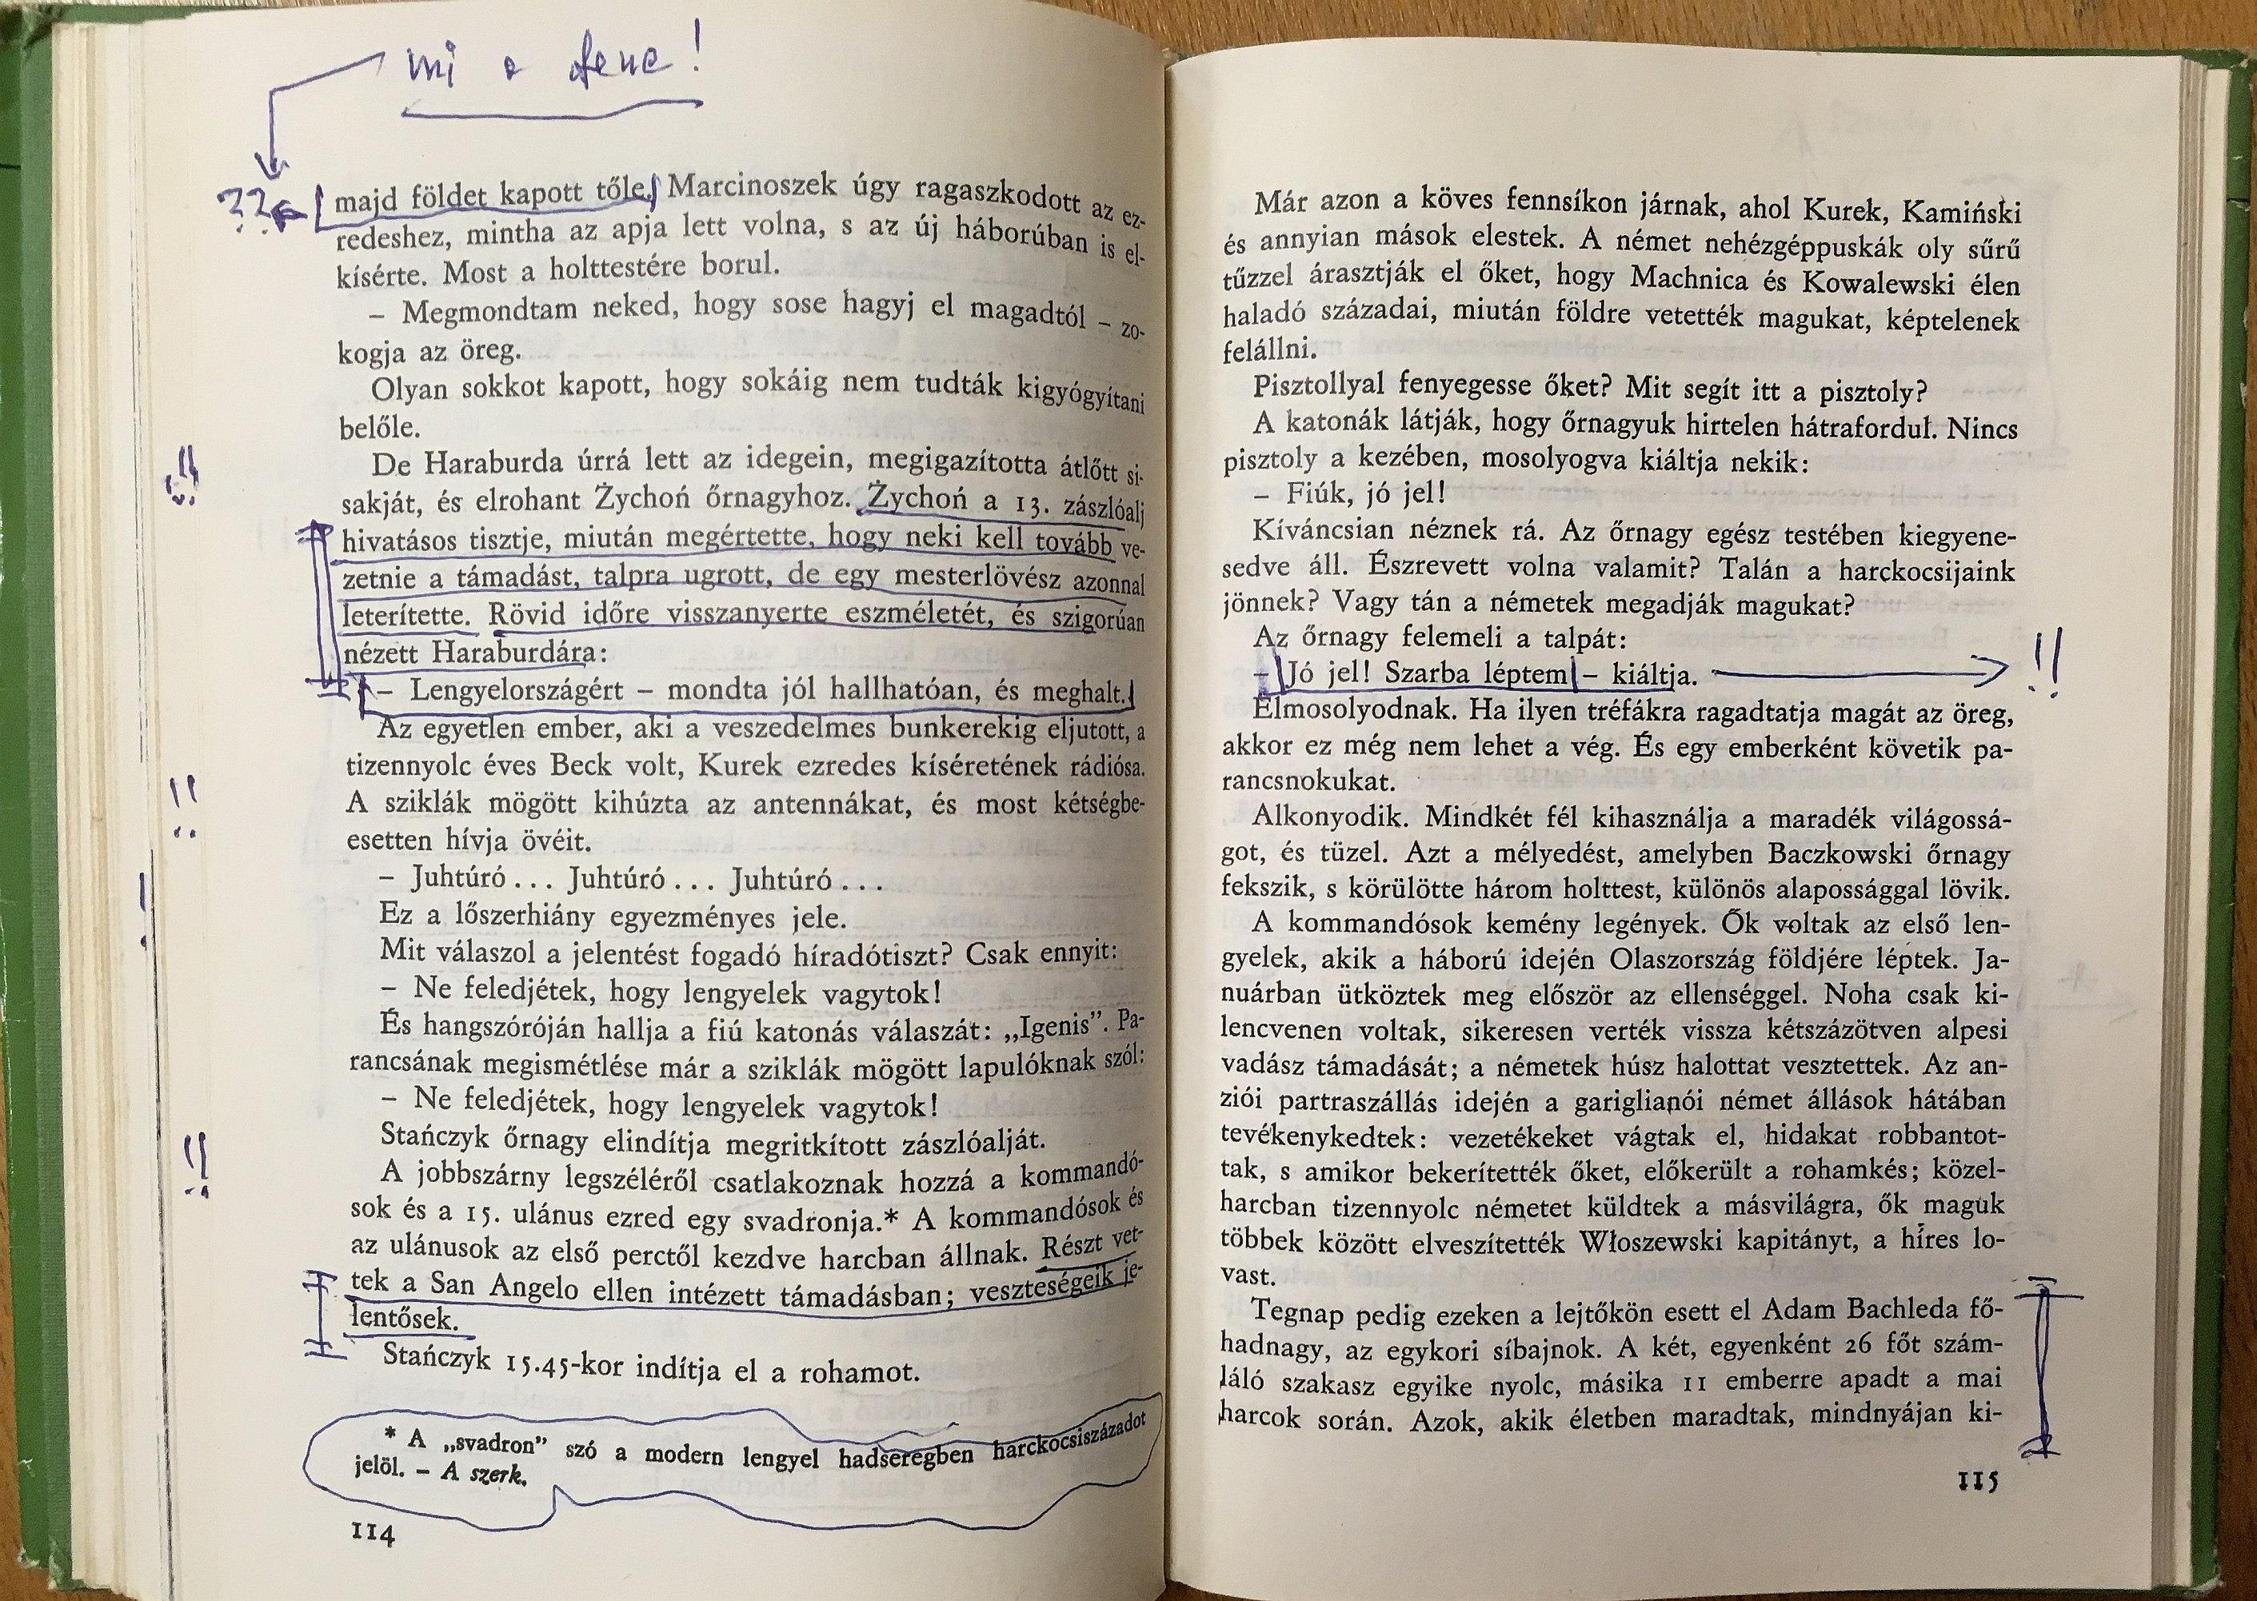 mi a fene!
??
majd földet kapott tőle. Marcinoszek úgy ragaszkodott az ez-
redeshez, mintha az apja lett volna, s az új háborúban is el-
kísérte. Most a holttestére borul.
– Megmondtam neked, hogy sose hagyj el magadtól – zo-
kogja az öreg.
Olyan sokkot kapott, hogy sokáig nem tudták kigyógyítani
belőle.
!!
De Haraburda úrrá lett az idegein, megigazította átlőtt si-
sakját, és elrohant Żychoń őrnagyhoz. Żychoń a 13. zászlóalj
hivatásos tisztje, miután megértette, hogy neki kell tovább ve-
zetnie a támadást, talpra ugrott, de egy mesterlövész azonnal
leterítette. Rövid időre visszanyerte eszméletét, és szigorúan
nézett Haraburdára:
– Lengyelországért – mondta jól hallhatóan, és meghalt.
Az egyetlen ember, aki a veszedelmes bunkerekig eljutott, a
tizennyolc éves Beck volt, Kurek ezredes kíséretének rádiósa.
!!
A sziklák mögött kihúzta az antennákat, és most kétségbe-
esetten hívja övéit.
– Juhtúró... Juhtúró... Juhtúró...
!
Ez a lőszerhiány egyezményes jele.
Mit válaszol a jelentést fogadó híradótiszt? Csak ennyit:
– Ne feledjétek, hogy lengyelek vagytok!
És hangszóróján hallja a fiú katonás válaszát: „Igenis”. Pa-
rancsának megismétlése már a sziklák mögött lapulóknak szól:
– Ne feledjétek, hogy lengyelek vagytok!
Stańczyk őrnagy elindítja megritkított zászlóalját.
!!
A jobbszárny legszéléről csatlakoznak hozzá a kommandó-
sok és a 15. ulánus ezred egy svadronja.* A kommandósok és
az ulánusok az első perctől kezdve harcban állnak. Részt vet-
tek a San Angelo ellen intézett támadásban; veszteségeik je-
lentősek.
Stańczyk 15.45-kor indítja el a rohamot.
* A „svadron” szó a modern lengyel hadseregben harckocsiszázadot
jelöl. – A szerk.
114
Már azon a köves fennsíkon járnak, ahol Kurek, Kamiński
és annyian mások elestek. A német nehézgéppuskák oly sűrű
tűzzel árasztják el őket, hogy Machnica és Kowalewski élen
haladó századai, miután földre vetették magukat, képtelenek
felállni.
Pisztollyal fenyegesse őket? Mit segít itt a pisztoly?
A katonák látják, hogy őrnagyuk hirtelen hátrafordul. Nincs
pisztoly a kezében, mosolyogva kiáltja nekik:
– Fiúk, jó jel!
Kíváncsian néznek rá. Az őrnagy egész testében kiegyene-
sedve áll. Észrevett volna valamit? Talán a harckocsijaink
jönnek? Vagy tán a németek megadják magukat?
Az őrnagy felemeli a talpát:
– Jó jel! Szarba léptem – kiáltja. !!
Elmosolyodnak. Ha ilyen tréfákra ragadtatja magát az öreg,
akkor ez még nem lehet a vég. És egy emberként követik pa-
rancsnokukat.
Alkonyodik. Mindkét fél kihasználja a maradék világossá-
got, és tüzel. Azt a mélyedést, amelyben Baczkowski őrnagy
fekszik, s körülötte három holttest, különös alapossággal lövik.
A kommandósok kemény legények. Ők voltak az első len-
gyelek, akik a háború idején Olaszország földjére léptek. Ja-
nuárban ütköztek meg először az ellenséggel. Noha csak ki-
lencvenen voltak, sikeresen verték vissza kétszázötven alpesi
vadász támadását; a németek húsz halottat vesztettek. Az an-
ziói partraszállás idején a gariglianói német állások hátában
tevékenykedtek: vezetékeket vágtak el, hidakat robbantot-
tak, s amikor bekerítették őket, előkerült a rohamkés; közel-
harcban tizennyolc németet küldtek a másvilágra, ők maguk
többek között elveszítették Włoszewski kapitányt, a híres lo-
vast.
Tegnap pedig ezeken a lejtőkön esett el Adam Bachleda fő-
hadnagy, az egykori síbajnok. A két, egyenként 26 főt szám-
láló szakasz egyike nyolc, másika 11 emberre apadt a mai
harcok során. Azok, akik életben maradtak, mindnyájan ki-
115